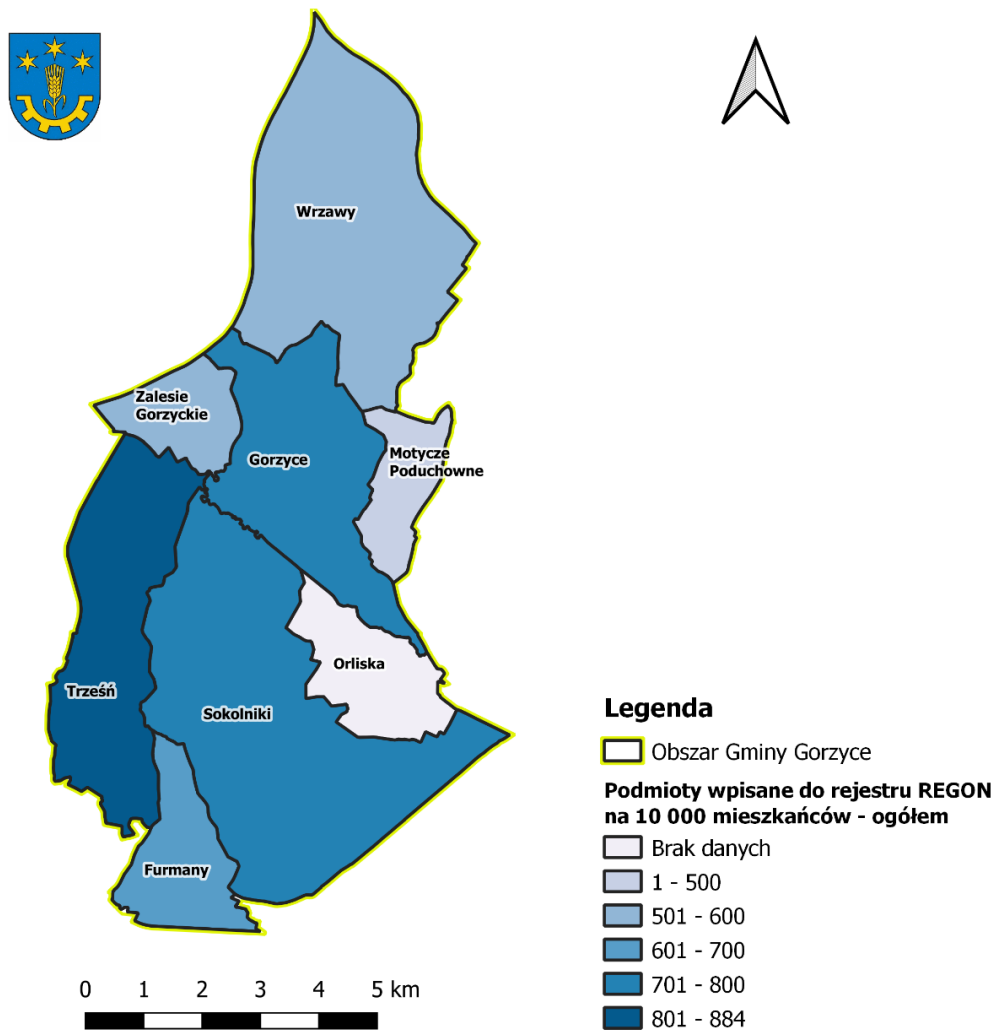 Wrzawy
Zalesie
Gorzyckie
Gorzyce
Motycze
Poduchowne
Orliska
Trześń
Sokolniki
Furmany
Legenda
Obszar Gminy Gorzyce
Podmioty wpisane do rejestru REGON
na 10 000 mieszkańców - ogółem
Brak danych
1 - 500
501 - 600
601 - 700
701 - 800
801 - 884
0 1 2 3 4 5 km